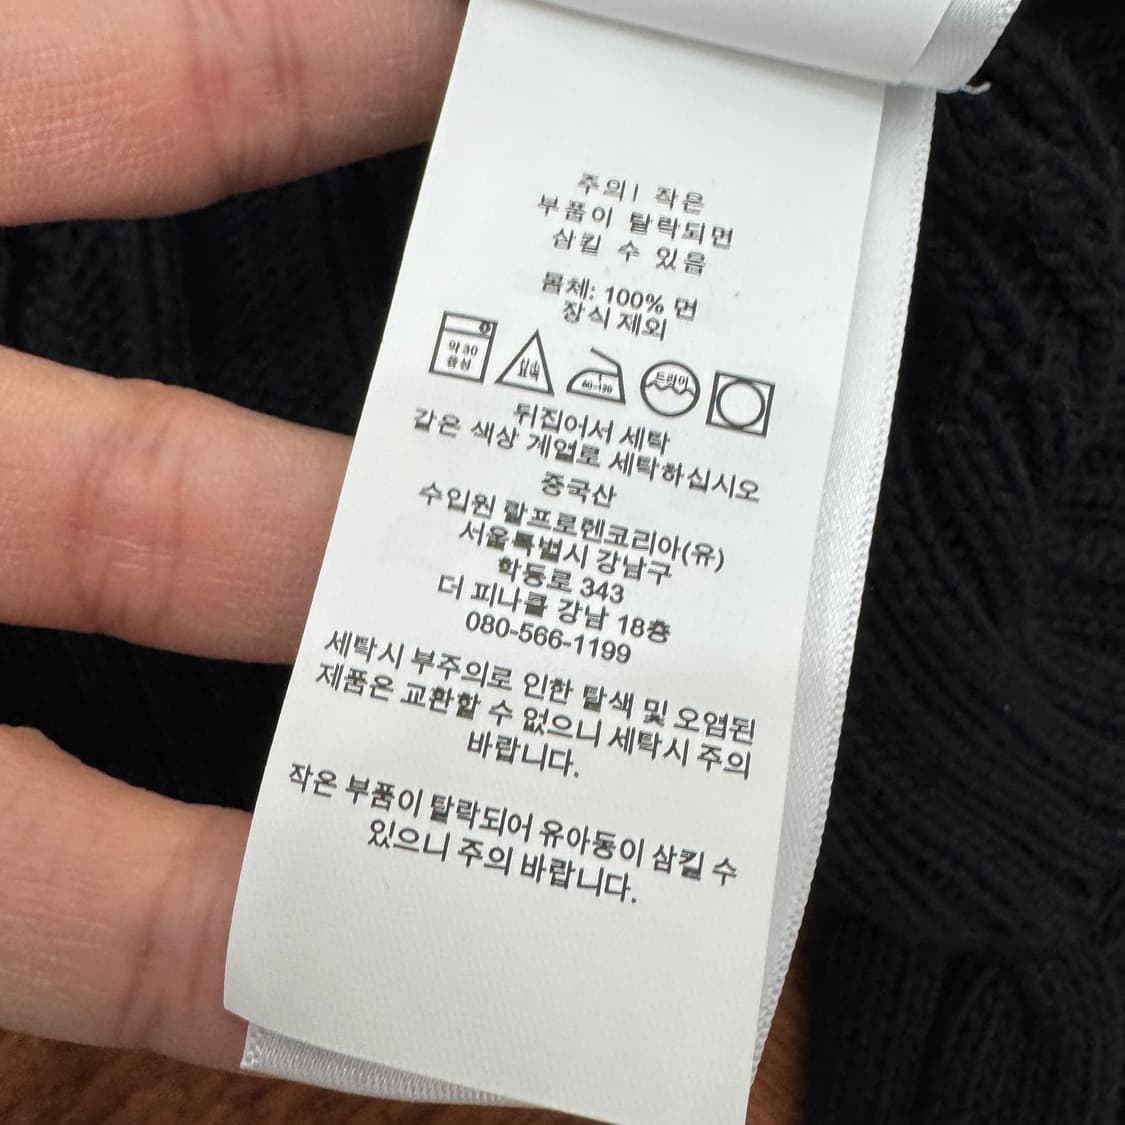 주의! 작은
부품이 탈락되면
삼킬 수 있음
몸체: 100% 면
장식 제외
약 30
중성
60~180
드라이
뒤집어서 세탁
같은 색상 계열로 세탁하십시오
중국산
수입원 랄프로렌코리아(유)
서울특별시 강남구
학동로 343
더 피나클 강남 18층
080-566-1199
세탁시 부주의로 인한 탈색 및 오염된
제품은 교환할 수 없으니 세탁시 주의
바랍니다.
작은 부품이 탈락되어 유아동이 삼킬 수
있으니 주의 바랍니다.